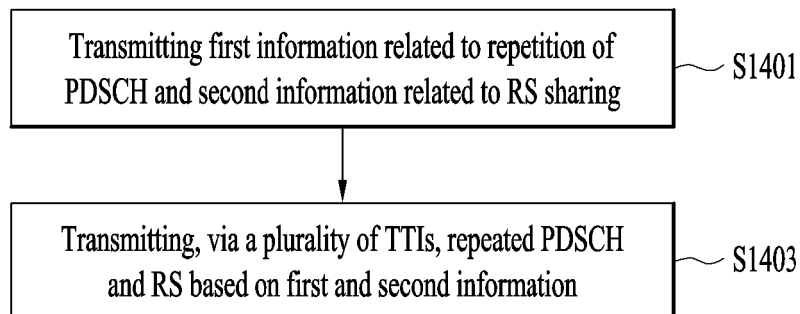 Transmitting first information related to repetition of
PDSCH and second information related to RS sharing
S1401
Transmitting, via a plurality of TTIs, repeated PDSCH
and RS based on first and second information
S1403